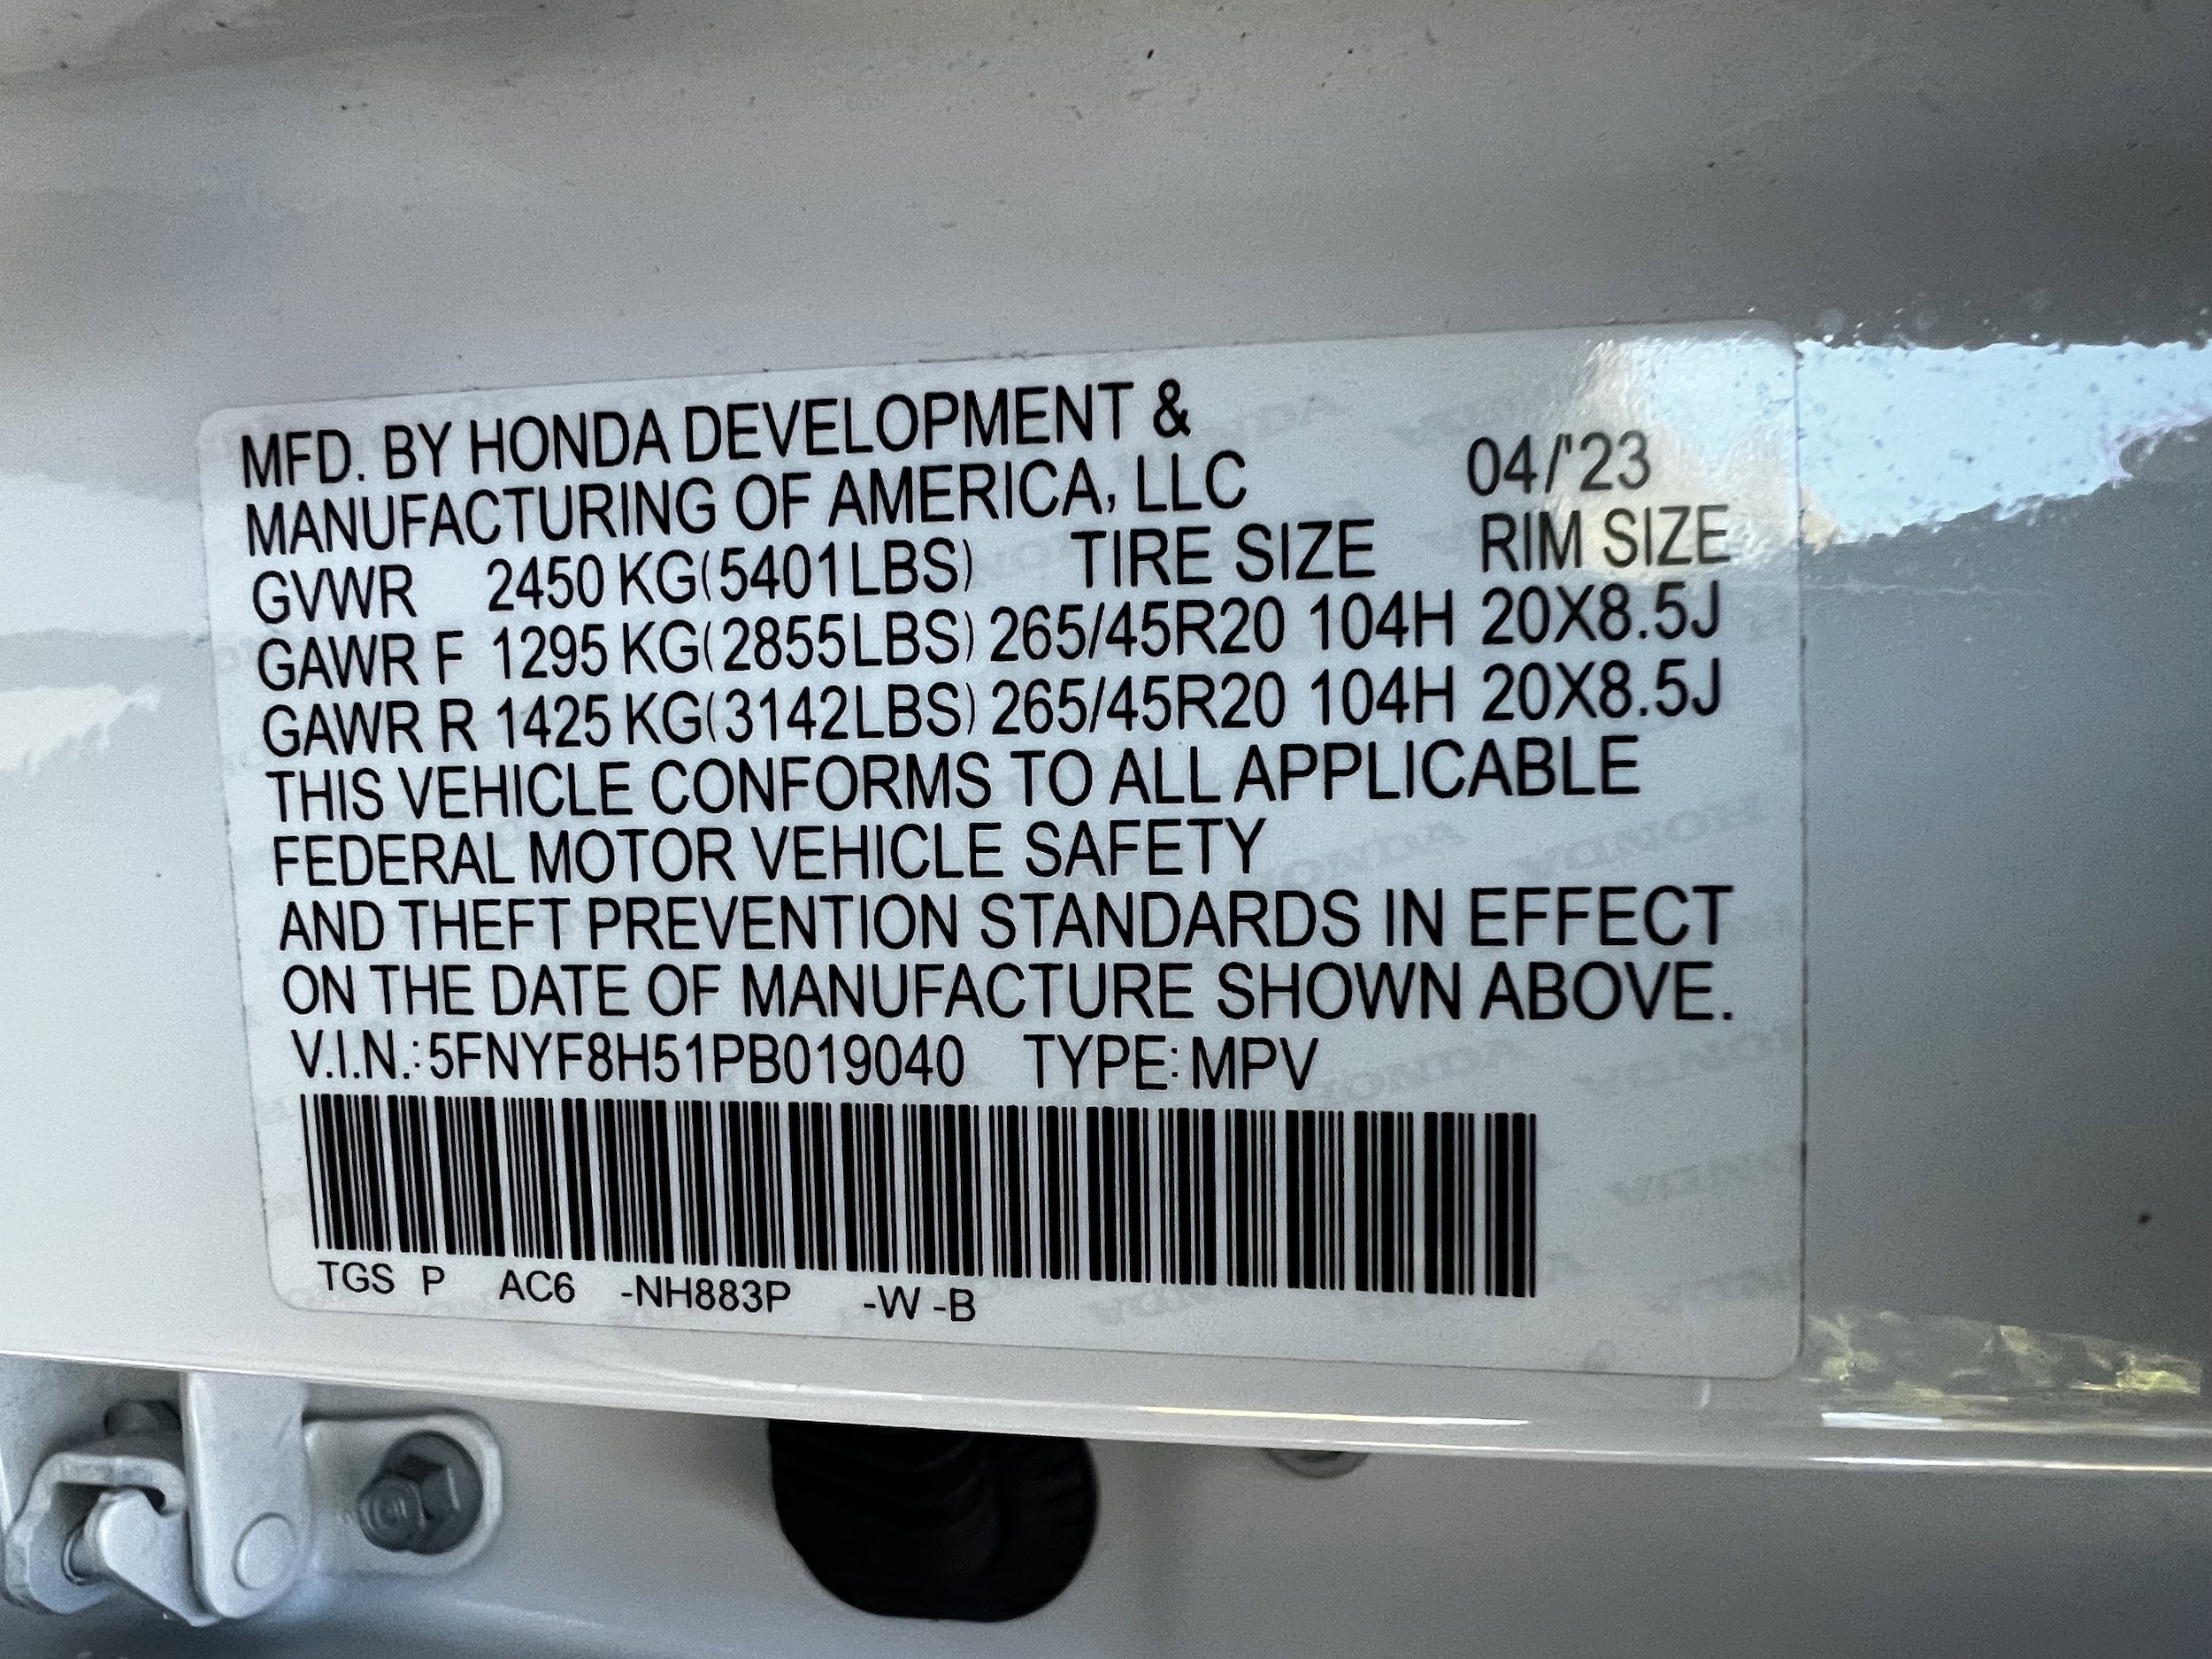 MFD. BY HONDA DEVELOPMENT &
MANUFACTURING OF AMERICA, LLC 04/'23
GVWR 2450 KG(5401LBS) TIRE SIZE RIM SIZE
GAWR F 1295 KG(2855LBS) 265/45R20 104H 20X8.5J
GAWR R 1425 KG(3142LBS) 265/45R20 104H 20X8.5J
THIS VEHICLE CONFORMS TO ALL APPLICABLE
FEDERAL MOTOR VEHICLE SAFETY
AND THEFT PREVENTION STANDARDS IN EFFECT
ON THE DATE OF MANUFACTURE SHOWN ABOVE.
V.I.N.:5FNYF8H51PB019040 TYPE:MPV
TGS P AC6 -NH883P -W -B